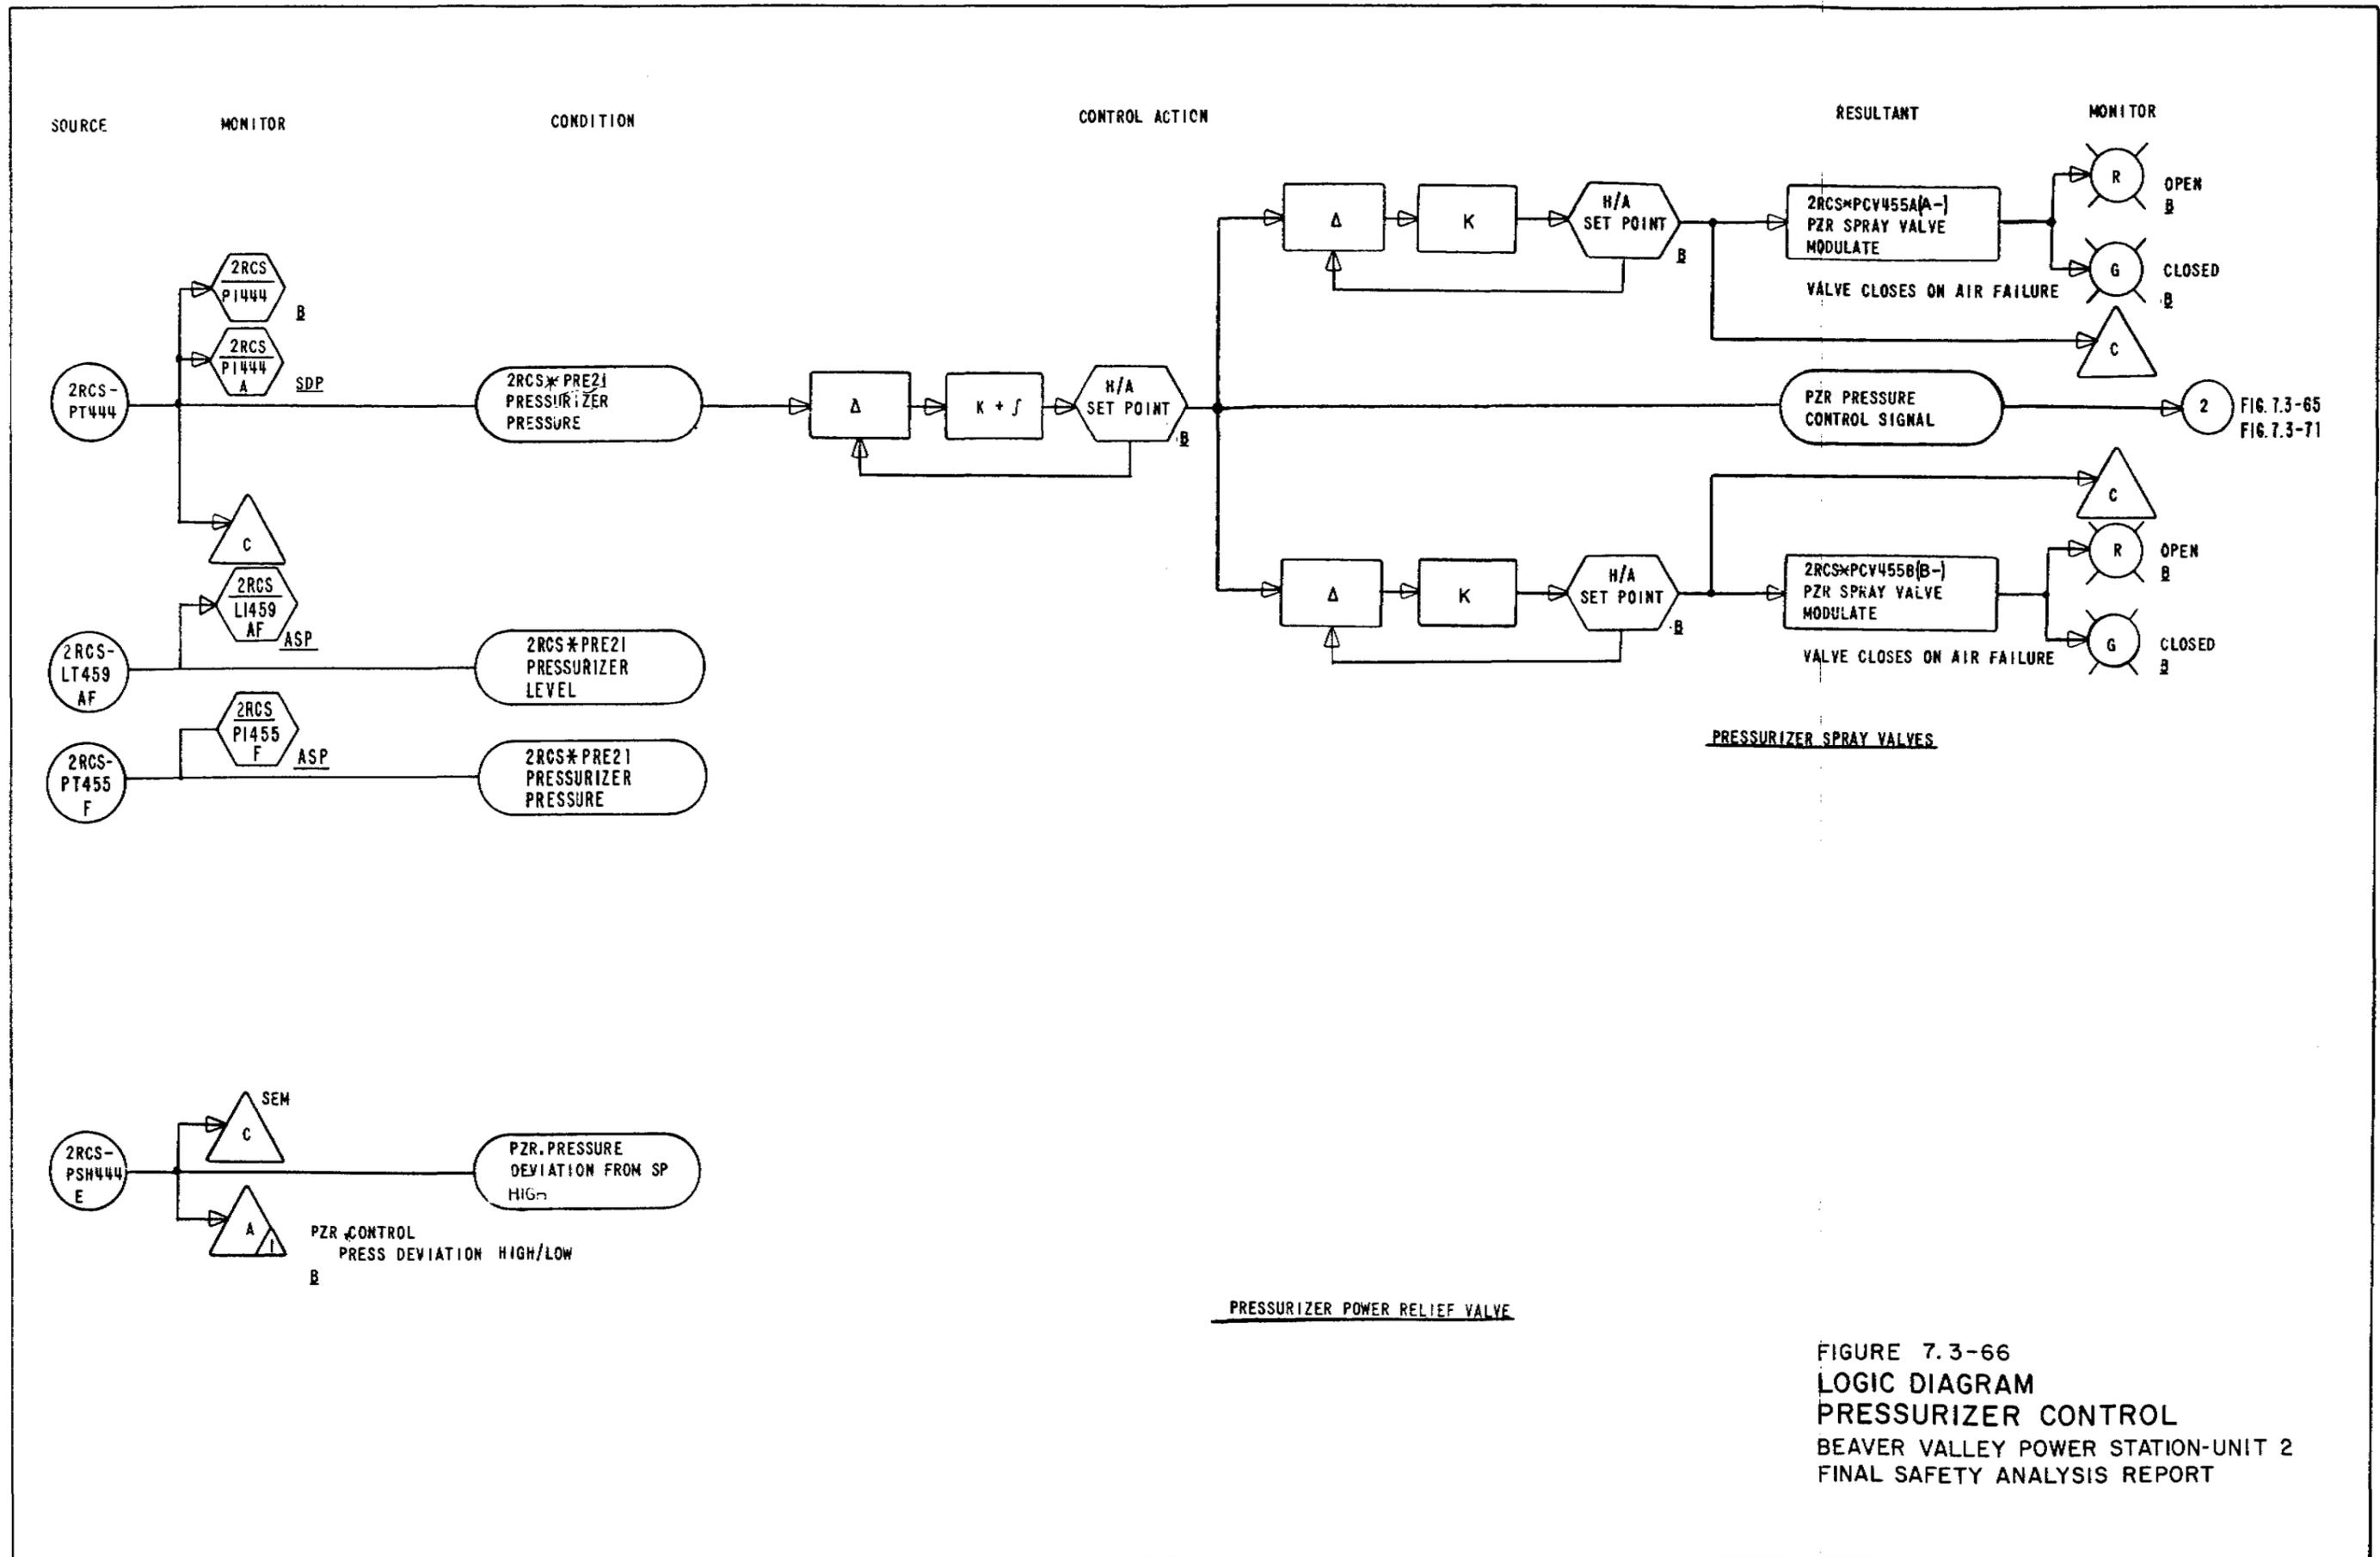 SOURCE
MONITOR
CONDITION
CONTROL ACTION
RESULTANT
MONITOR
2RCS
PI444
B
2RCS
PI444
A
SDP
2RCS-
PT444
C
2RCS*PRE21
PRESSURIZER
PRESSURE
Δ
K + ∫
H/A
SET POINT
B
Δ
K
H/A
SET POINT
B
2RCS*PCV455A(A-)
PZR SPRAY VALVE
MODULATE
VALVE CLOSES ON AIR FAILURE
R
OPEN
B
G
CLOSED
B
C
PZR PRESSURE
CONTROL SIGNAL
2
FIG. 7.3-65
FIG. 7.3-71
C
Δ
K
H/A
SET POINT
B
2RCS*PCV455B(B-)
PZR SPRAY VALVE
MODULATE
VALVE CLOSES ON AIR FAILURE
R
OPEN
B
G
CLOSED
B
PRESSURIZER SPRAY VALVES
2RCS
LI459
AF
ASP
2RCS-
LT459
AF
2RCS*PRE21
PRESSURIZER
LEVEL
2RCS
PI455
F
ASP
2RCS-
PT455
F
2RCS*PRE21
PRESSURIZER
PRESSURE
SEM
C
2RCS-
PSH444
E
PZR.PRESSURE
DEVIATION FROM SP
HIGH
A
1
PZR CONTROL
PRESS DEVIATION HIGH/LOW
B
PRESSURIZER POWER RELIEF VALVE
FIGURE 7.3-66
LOGIC DIAGRAM
PRESSURIZER CONTROL
BEAVER VALLEY POWER STATION-UNIT 2
FINAL SAFETY ANALYSIS REPORT